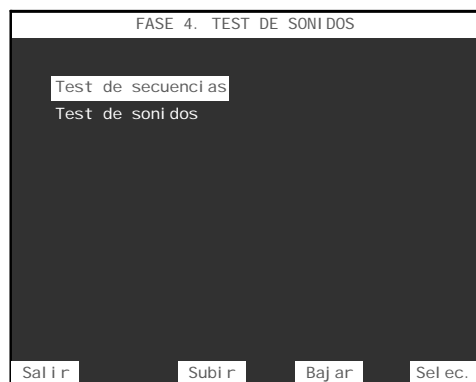 FASE 4. TEST DE SONIDOS
Test de secuencias
Test de sonidos
Salir Subir Bajar Selec.